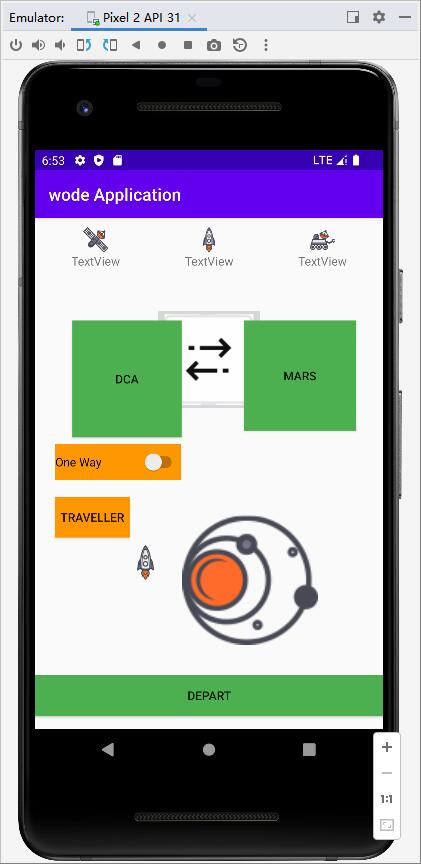 Emulator: Pixel 2 API 31
6:53 LTE
wode Application
TextView TextView TextView
DCA MARS
One Way
TRAVELLER
DEPART
1:1